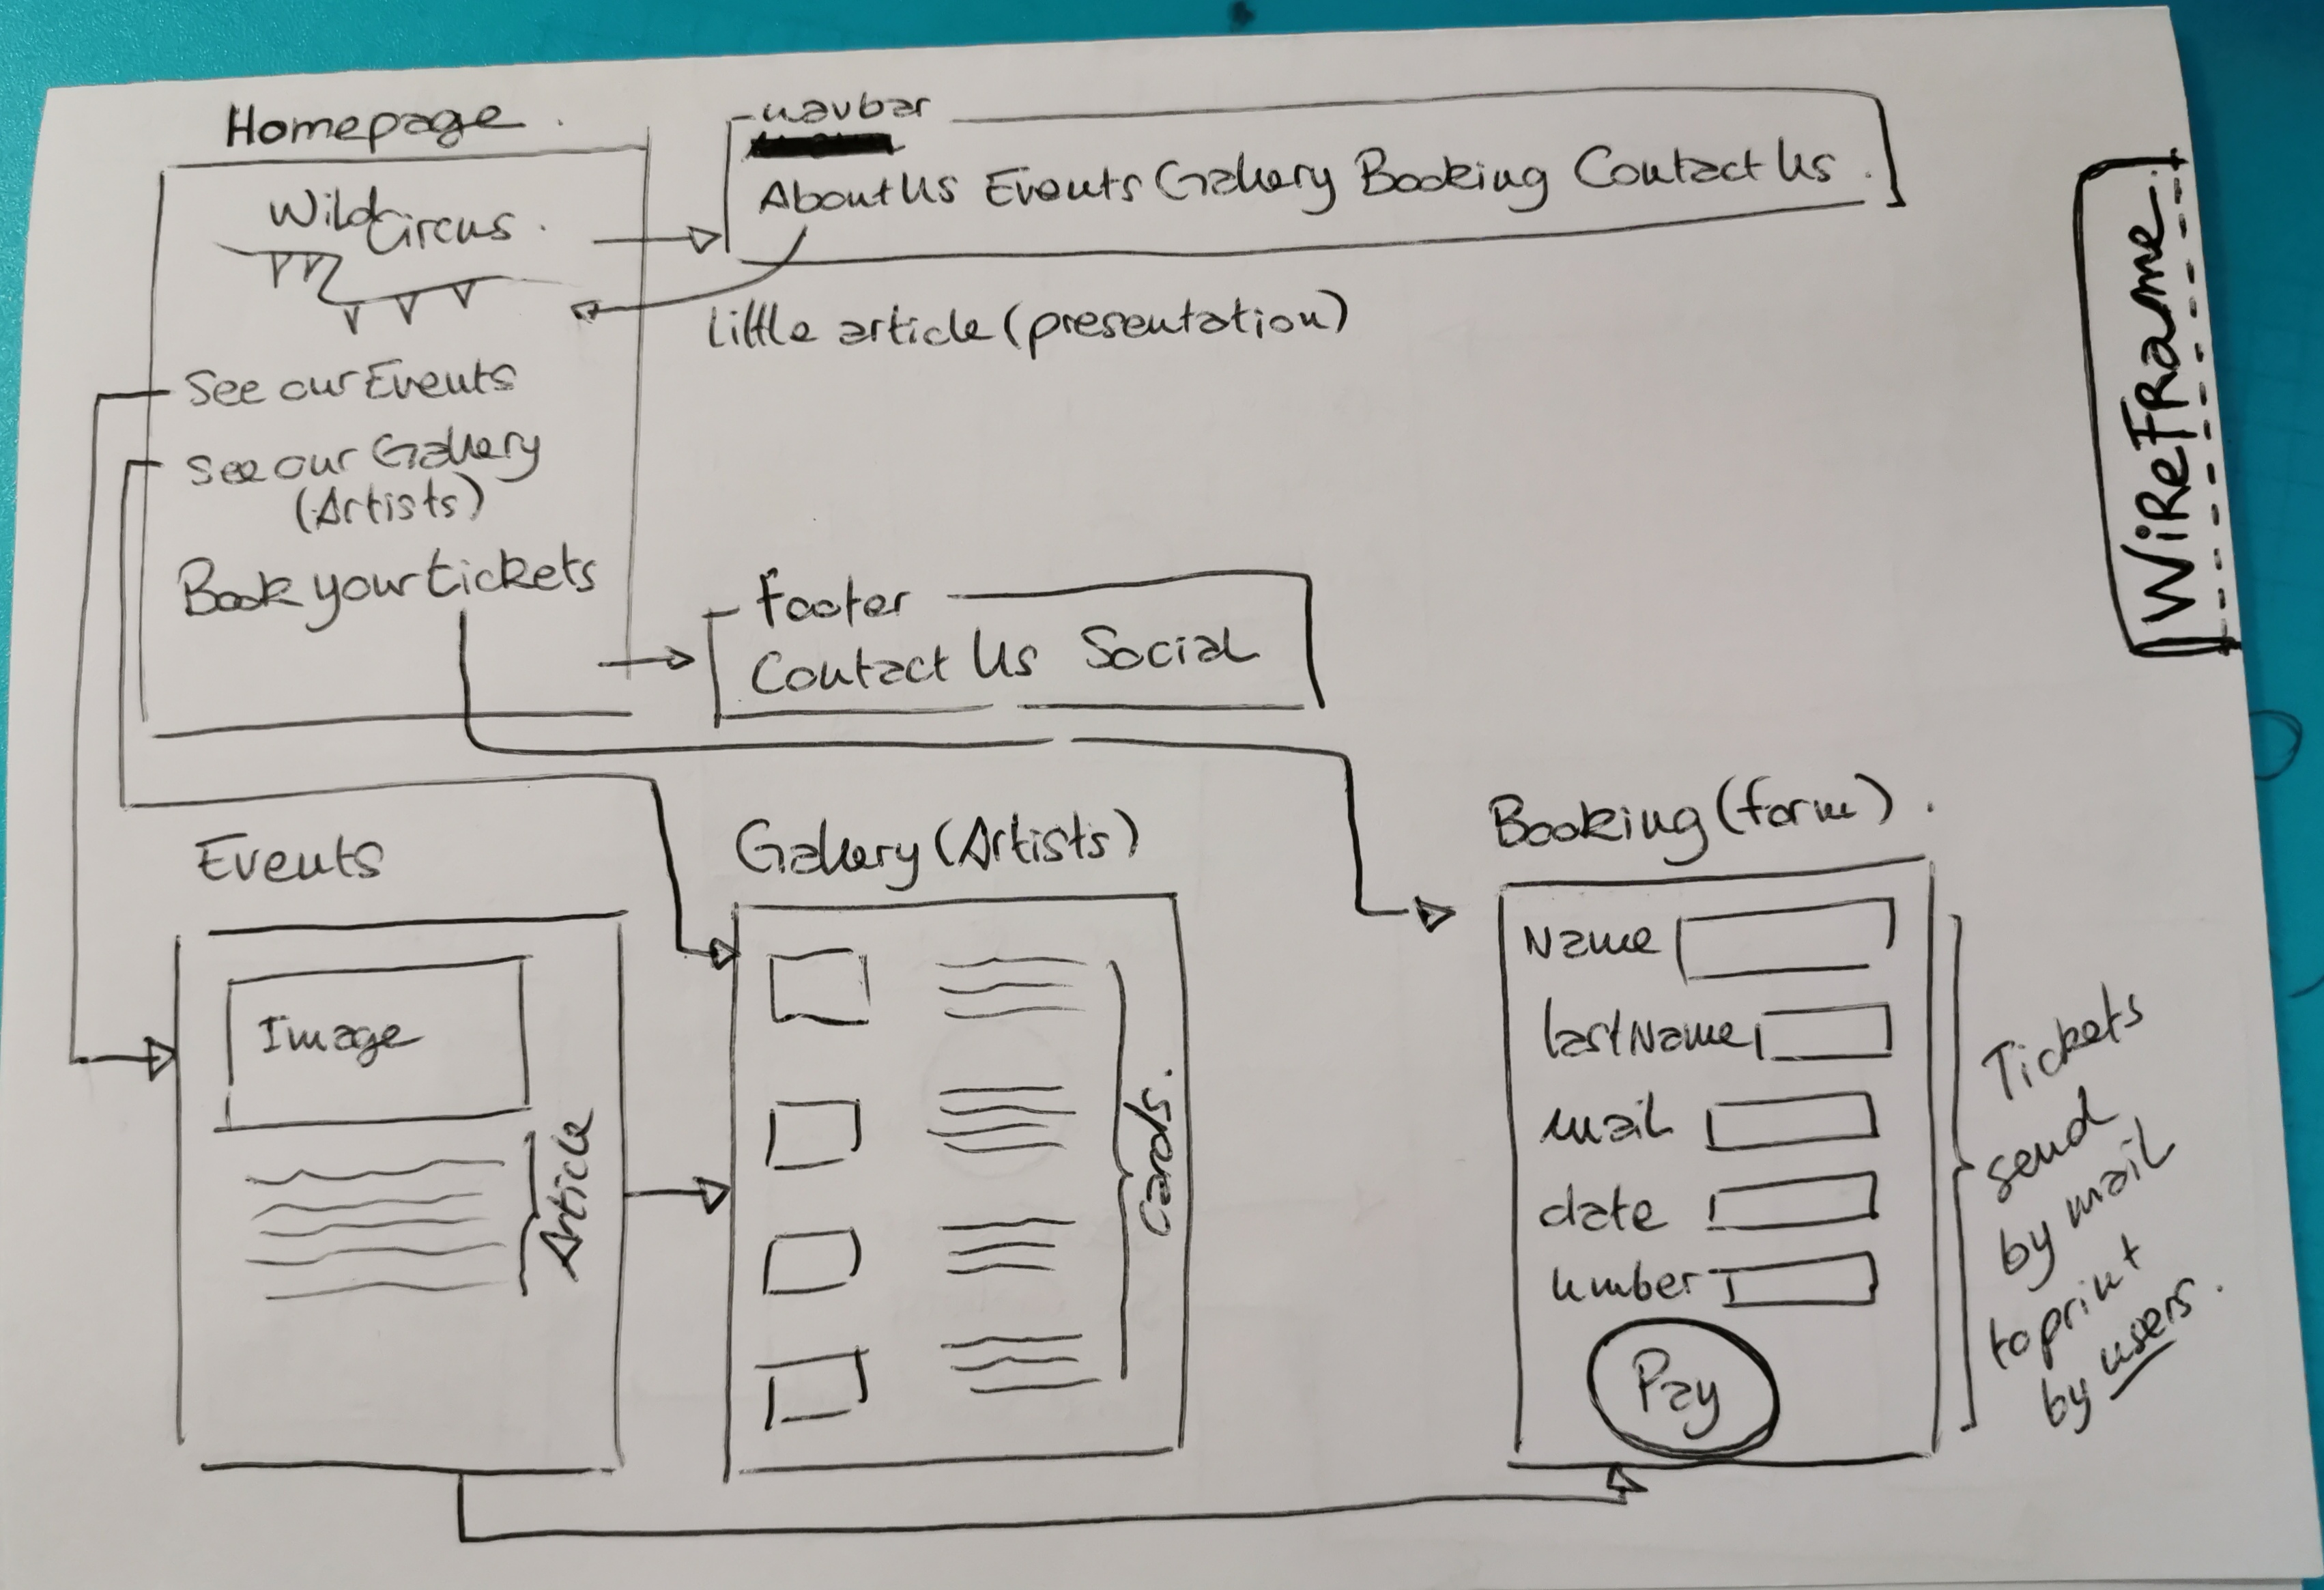 Homepage.
navbar
Wild Circus.
About Us Events Gallery Booking Contact Us.
Little article (presentation)
See our Events
See our Gallery
(Artists)
Book your tickets
Footer
Contact Us Social
WiReFRame
Events
Image
Article
Gallery (Artists)
Cards.
Booking (form).
Name
lastName
mail
date
number
Pay
Tickets
send
by mail
to print
by users.